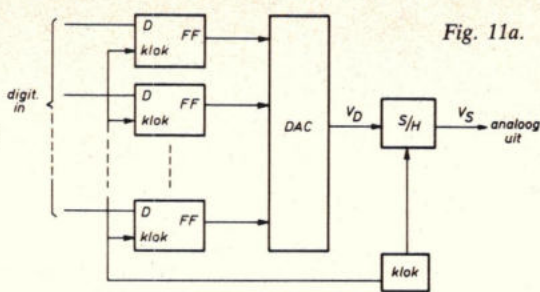 Fig. 11a.
D
FF
klok
digit.
in
D
FF
klok
DAC
V_D
S/H
V_S
analoog
uit
D
FF
klok
klok